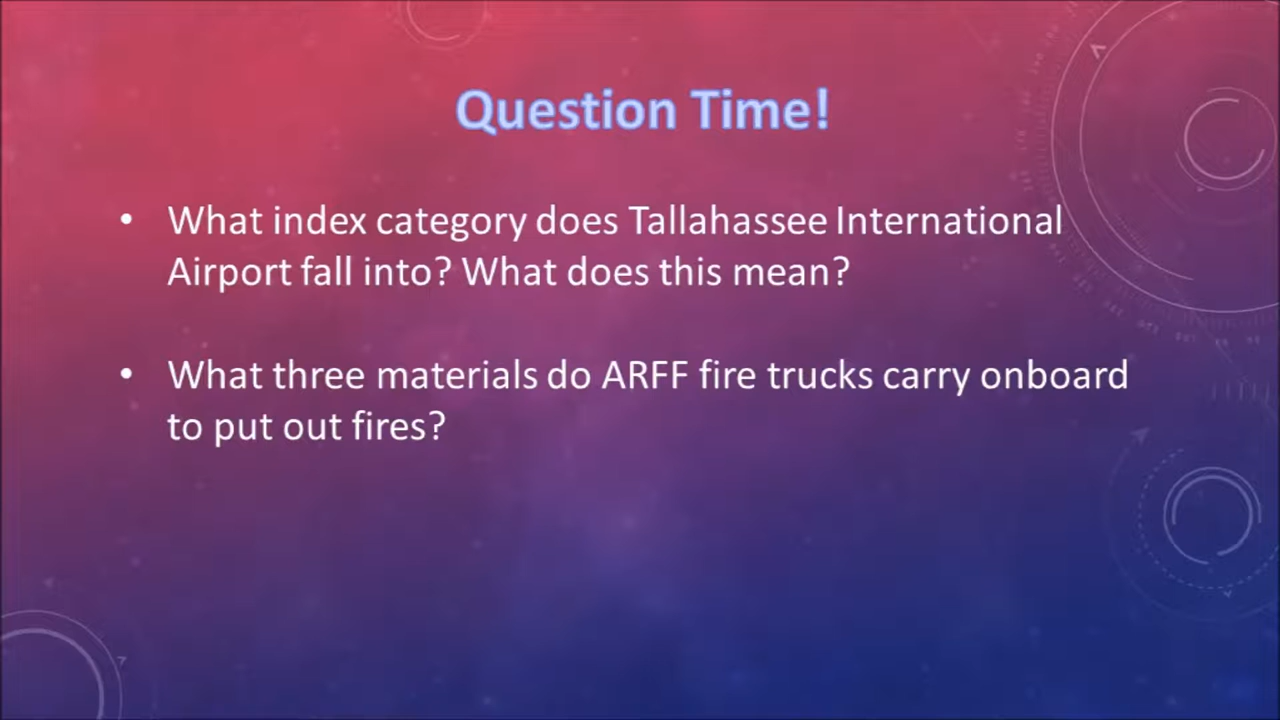 Question Time!
• What index category does Tallahassee International
Airport fall into? What does this mean?
• What three materials do ARFF fire trucks carry onboard
to put out fires?